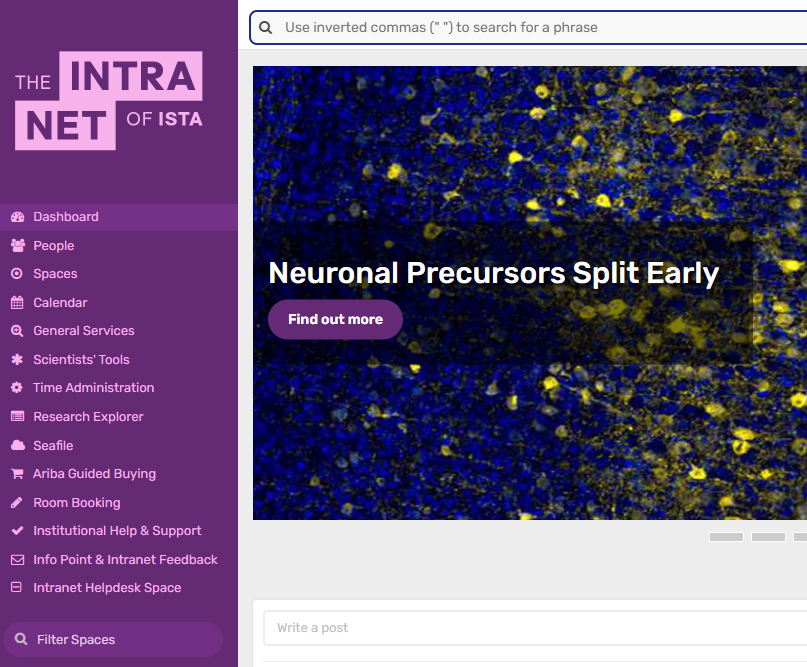 THE INTRA
NET OF ISTA
Dashboard
People
Spaces
Calendar
General Services
Scientists' Tools
Time Administration
Research Explorer
Seafile
Ariba Guided Buying
Room Booking
Institutional Help & Support
Info Point & Intranet Feedback
Intranet Helpdesk Space
Filter Spaces
Use inverted commas (" ") to search for a phrase
Neuronal Precursors Split Early
Find out more
Write a post